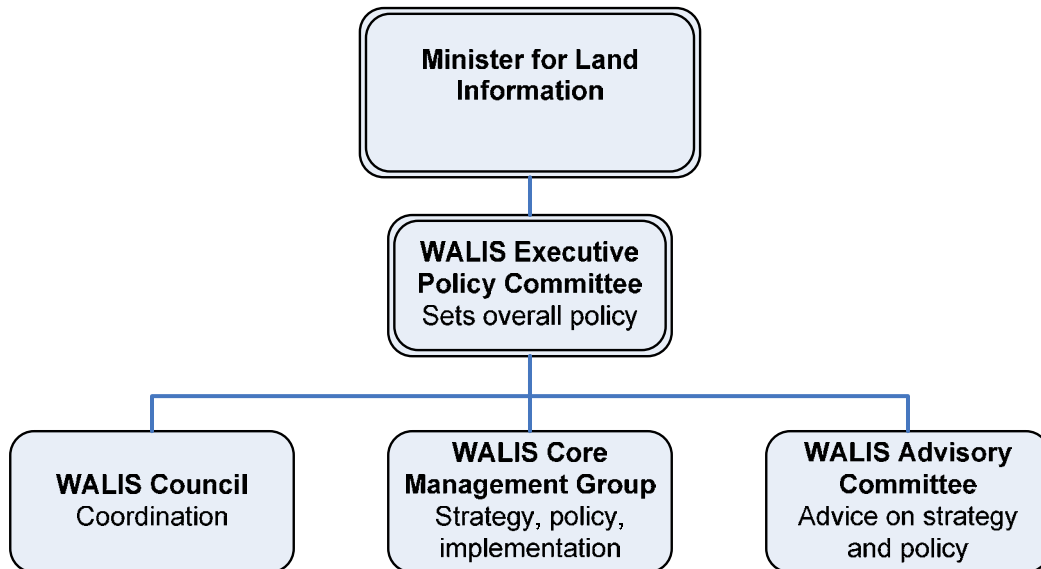 Minister for Land
Information
WALIS Executive
Policy Committee
Sets overall policy
WALIS Council
Coordination
WALIS Core
Management Group
Strategy, policy,
implementation
WALIS Advisory
Committee
Advice on strategy
and policy